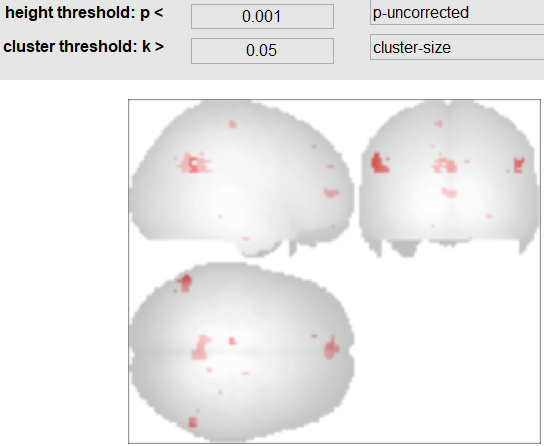 height threshold: p < 0.001 p-uncorrected
cluster threshold: k > 0.05 cluster-size